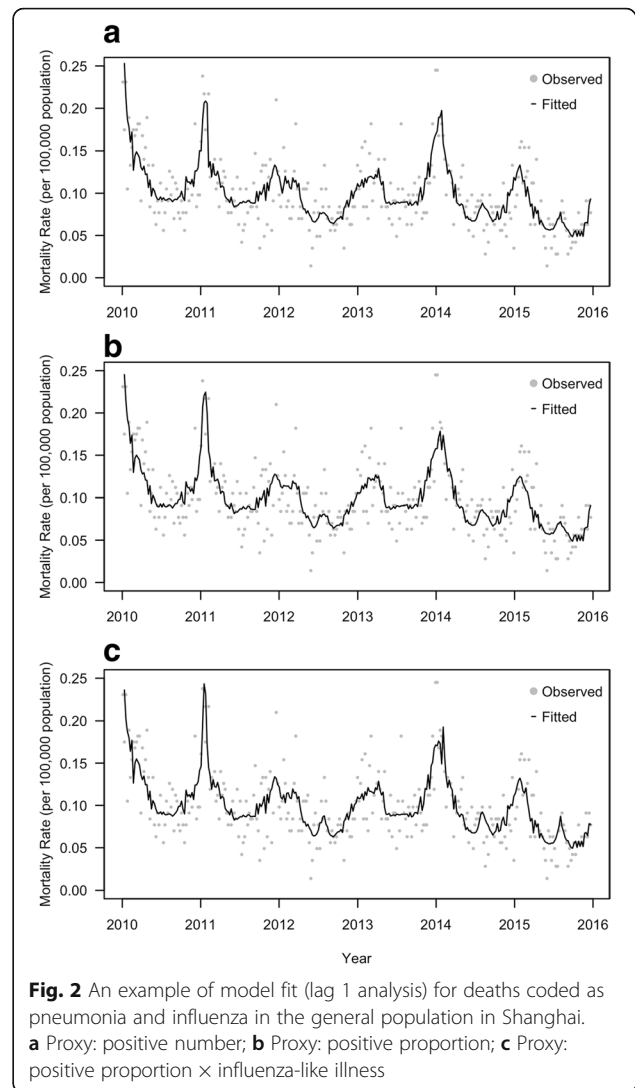 a
Mortality Rate (per 100,000 population)
0.25
0.20
0.15
0.10
0.05
0.00
Observed
Fitted
2010 2011 2012 2013 2014 2015 2016
b
Mortality Rate (per 100,000 population)
0.25
0.20
0.15
0.10
0.05
0.00
Observed
Fitted
2010 2011 2012 2013 2014 2015 2016
c
Mortality Rate (per 100,000 population)
0.25
0.20
0.15
0.10
0.05
0.00
Observed
Fitted
2010 2011 2012 2013 2014 2015 2016
Year
Fig. 2 An example of model fit (lag 1 analysis) for deaths coded as
pneumonia and influenza in the general population in Shanghai.
a Proxy: positive number; b Proxy: positive proportion; c Proxy:
positive proportion × influenza-like illness